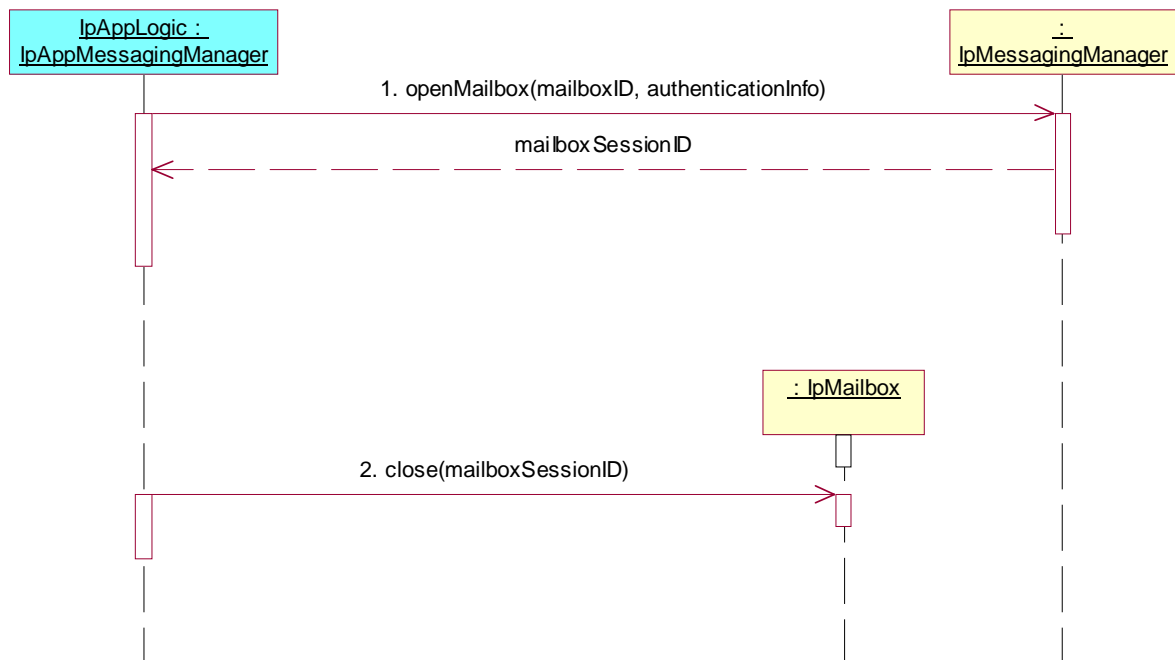 IpAppLogic :
IpAppMessagingManager
:
IpMessagingManager
1. openMailbox(mailboxID, authenticationInfo)
mailboxSessionID
: IpMailbox
2. close(mailboxSessionID)